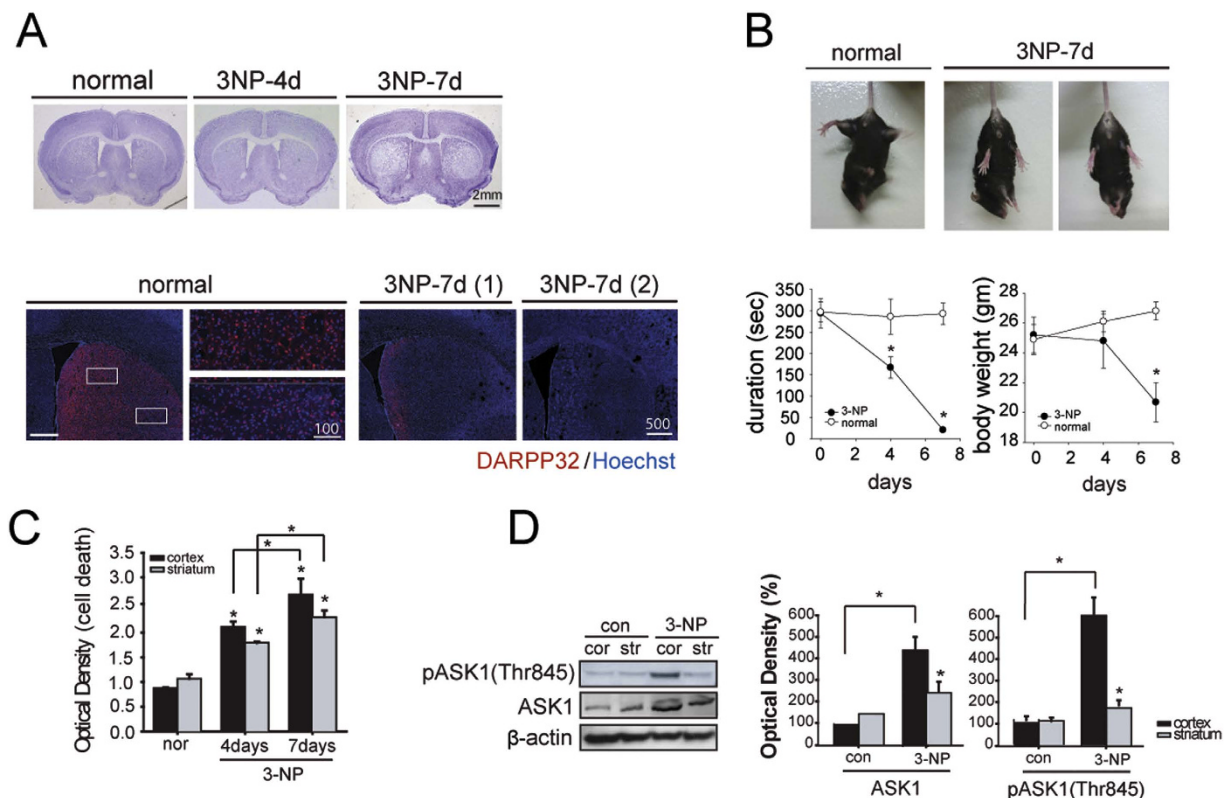 A
normal 3NP-4d 3NP-7d
2mm
normal 3NP-7d (1) 3NP-7d (2)
100 500
DARPP32 / Hoechst
B
normal 3NP-7d
duration (sec)
350
300
250
200
150
100
50
0
3-NP
normal
0 2 4 6 8
days
* *
body weight (gm)
28
26
24
22
20
18
3-NP
normal
0 2 4 6 8
days
*
C
Optical Density (cell death)
3.5
3.0
2.5
2.0
1.5
1.0
0.5
0.0
cortex
striatum
* * * * * *
nor 4days 7days
3-NP
D
con 3-NP
cor str cor str
pASK1(Thr845)
ASK1
β-actin
Optical Density (%)
600
500
400
300
200
100
0
* *
con 3-NP
ASK1
600
500
400
300
200
100
0
* *
con 3-NP
pASK1(Thr845)
cortex
striatum